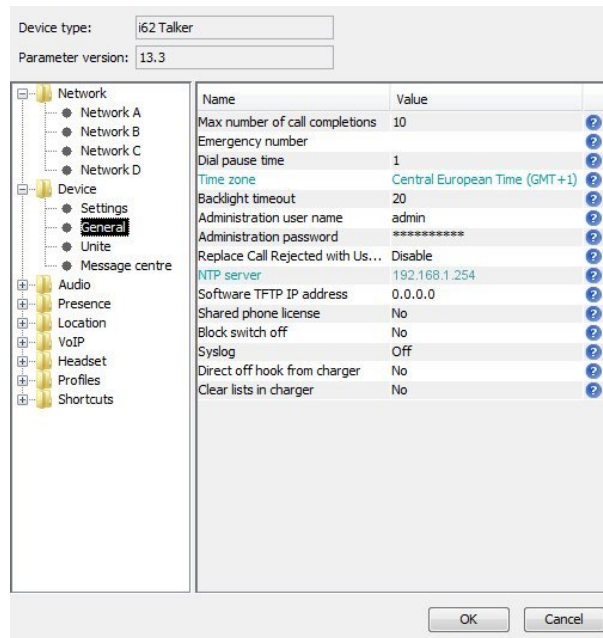 Device type: i62 Talker
Parameter version: 13.3
Network
Network A
Network B
Network C
Network D
Device
Settings
General
Unite
Message centre
Audio
Presence
Location
VoIP
Headset
Profiles
Shortcuts
Name Value
Max number of call completions 10
Emergency number
Dial pause time 1
Time zone Central European Time (GMT+1)
Backlight timeout 20
Administration user name admin
Administration password **********
Replace Call Rejected with Us... Disable
NTP server 192.168.1.254
Software TFTP IP address 0.0.0.0
Shared phone license No
Block switch off No
Syslog Off
Direct off hook from charger No
Clear lists in charger No
OK Cancel